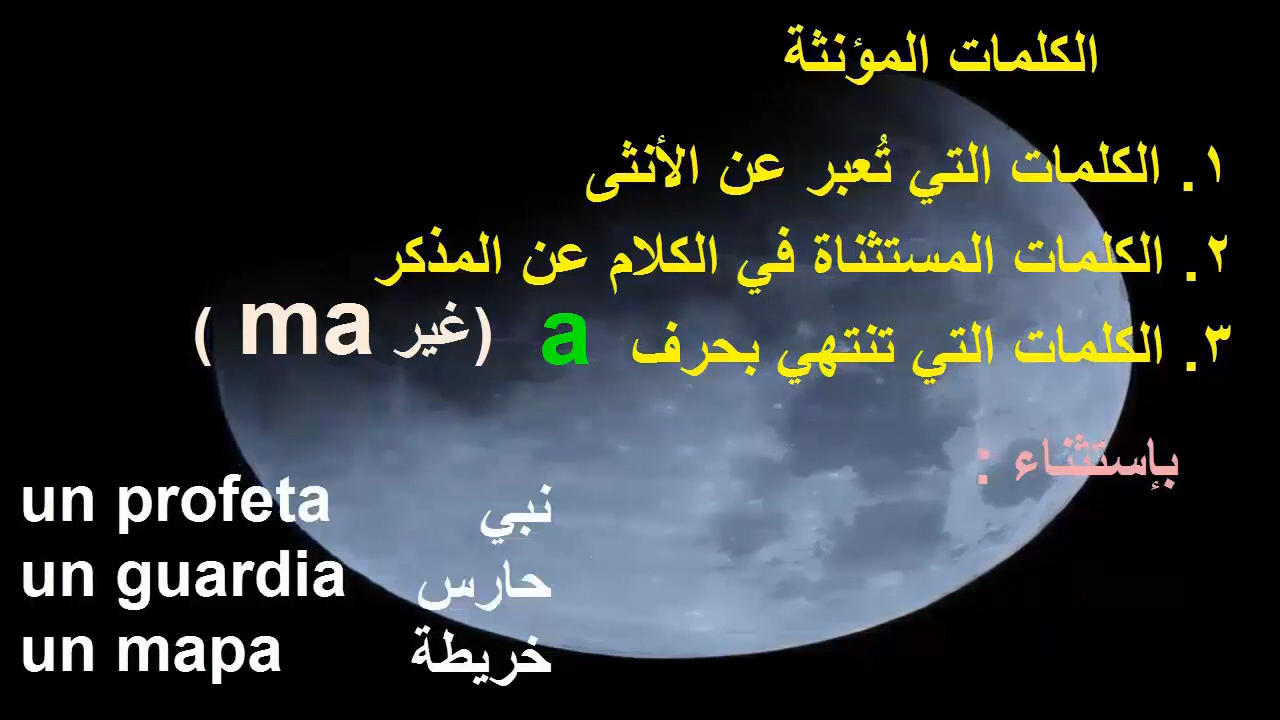 الكلمات المؤنثة
١. الكلمات التي تُعبر عن الأنثى
٢. الكلمات المستثناة في الكلام عن المذكر
٣. الكلمات التي تنتهي بحرف a (غير ma )
بإستثناء :
un profeta نبي
un guardia حارس
un mapa خريطة